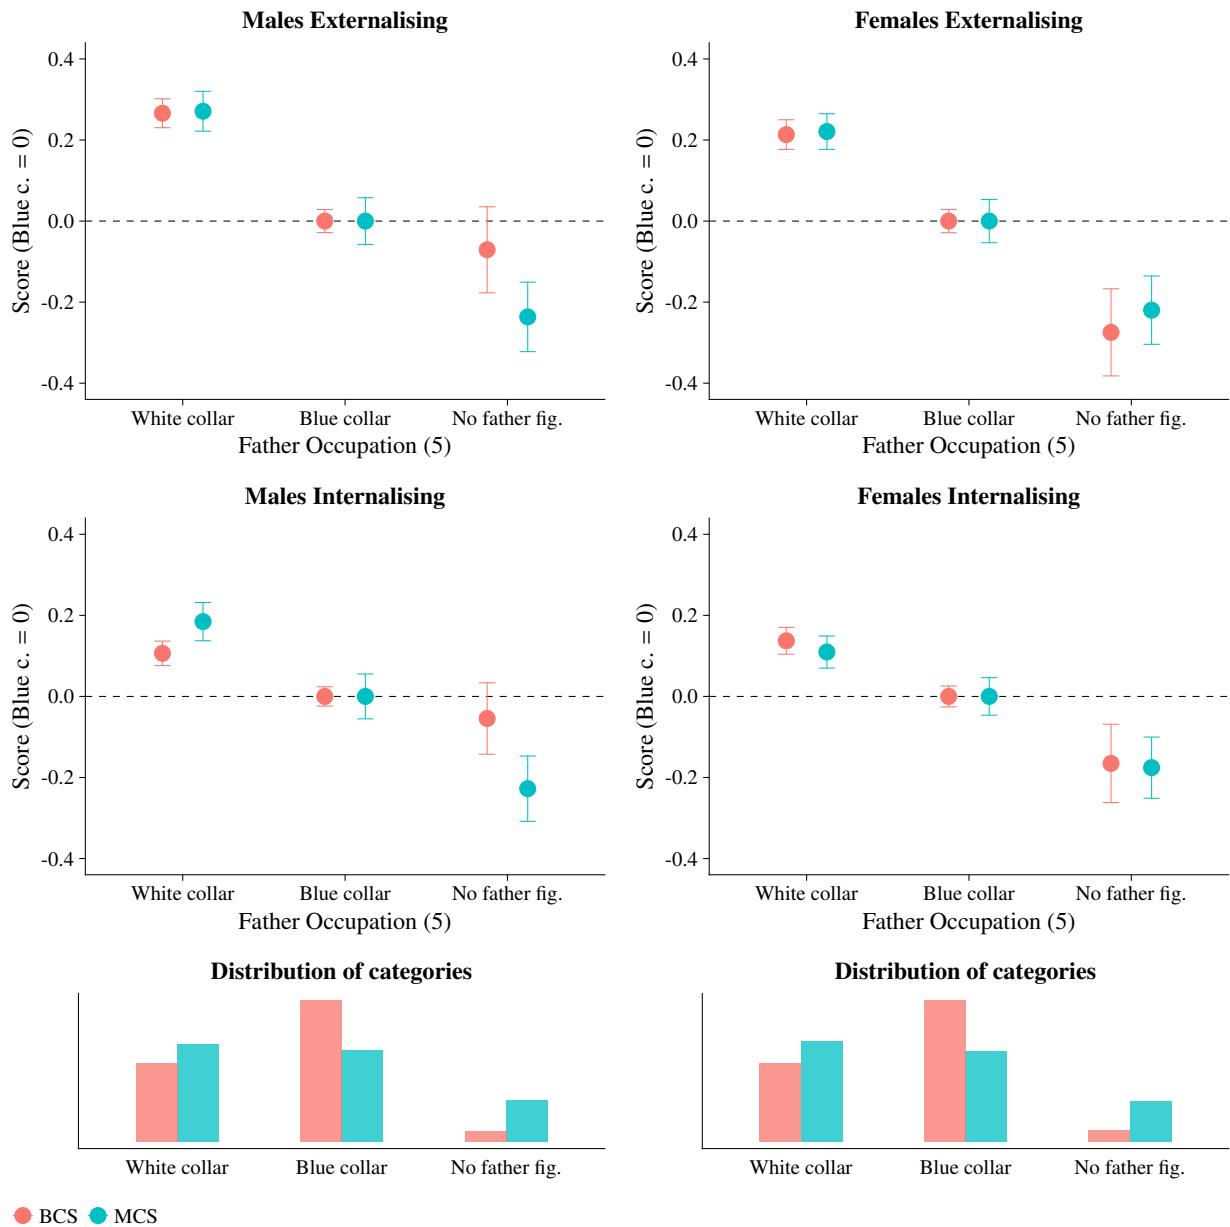 Males Externalising
Females Externalising
Score (Blue c. = 0)
0.4
0.2
0.0
-0.2
-0.4
White collar
Blue collar
No father fig.
Father Occupation (5)
Score (Blue c. = 0)
0.4
0.2
0.0
-0.2
-0.4
White collar
Blue collar
No father fig.
Father Occupation (5)
Males Internalising
Females Internalising
Score (Blue c. = 0)
0.4
0.2
0.0
-0.2
-0.4
White collar
Blue collar
No father fig.
Father Occupation (5)
Score (Blue c. = 0)
0.4
0.2
0.0
-0.2
-0.4
White collar
Blue collar
No father fig.
Father Occupation (5)
Distribution of categories
White collar
Blue collar
No father fig.
Distribution of categories
White collar
Blue collar
No father fig.
BCS MCS